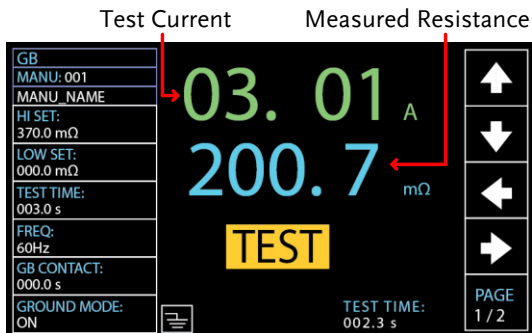 Test Current
Measured Resistance
GB
MANU: 001
MANU_NAME
HI SET:
370.0 mΩ
LOW SET:
000.0 mΩ
TEST TIME:
003.0 s
FREQ:
60Hz
GB CONTACT:
000.0 s
GROUND MODE:
ON
03. 01 A
200. 7 mΩ
TEST
TEST TIME:
002.3 s
PAGE
1 / 2